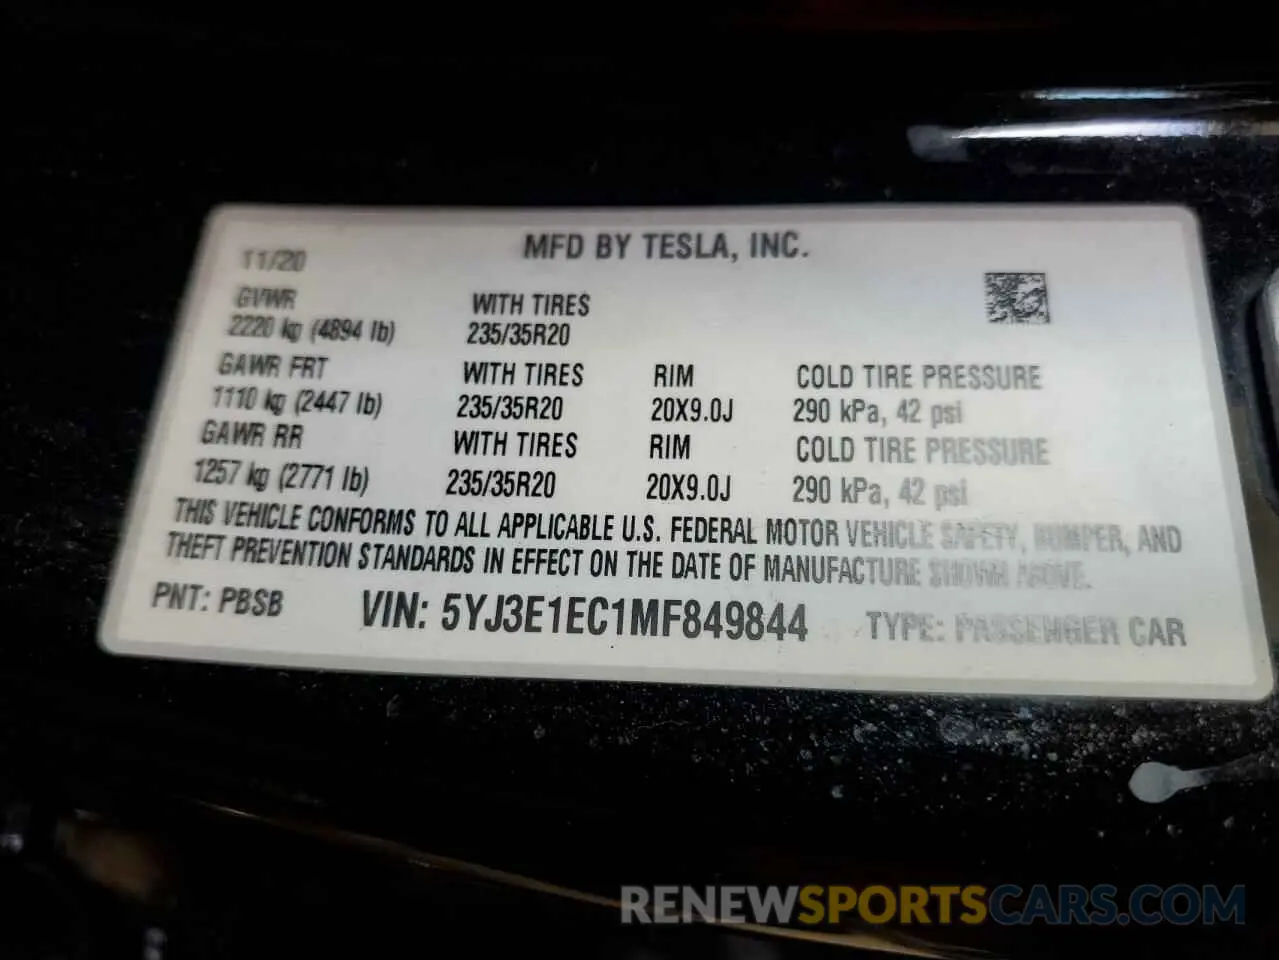 MFD BY TESLA, INC.
11/20
GVWR WITH TIRES
2220 kg (4894 lb) 235/35R20
GAWR FRT WITH TIRES RIM COLD TIRE PRESSURE
1110 kg (2447 lb) 235/35R20 20X9.0J 290 kPa, 42 psi
GAWR RR WITH TIRES RIM COLD TIRE PRESSURE
1257 kg (2771 lb) 235/35R20 20X9.0J 290 kPa, 42 psi
THIS VEHICLE CONFORMS TO ALL APPLICABLE U.S. FEDERAL MOTOR VEHICLE SAFETY, BUMPER, AND
THEFT PREVENTION STANDARDS IN EFFECT ON THE DATE OF MANUFACTURE SHOWN ABOVE.
PNT: PBSB VIN: 5YJ3E1EC1MF849844 TYPE: PASSENGER CAR
RENEWSPORTSCARS.COM